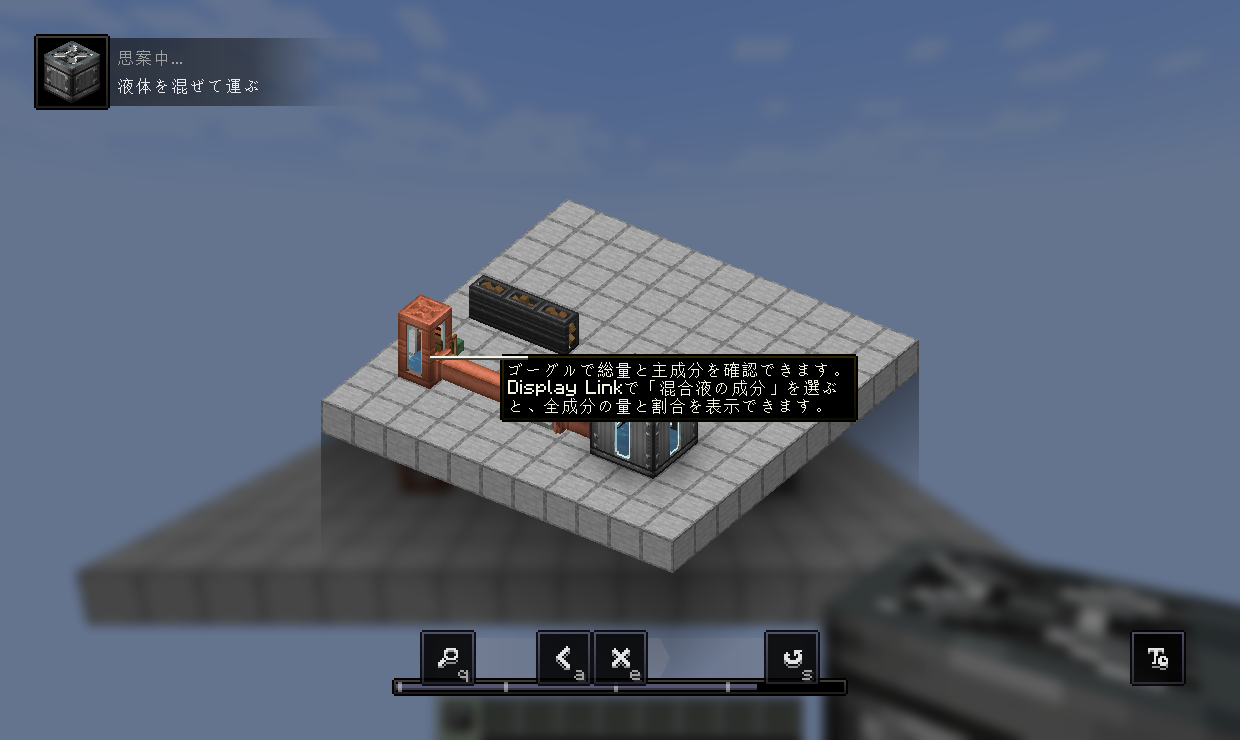 思案中...
液体を混ぜて運ぶ
ゴーグルで総量と主成分を確認できます。
Display Linkで「混合液の成分」を選ぶ
と、全成分の量と割合を表示できます。
q
a
e
s
T